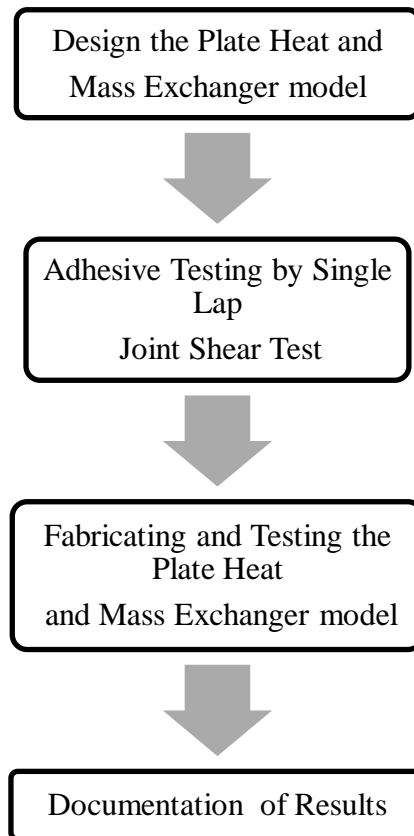 Design the Plate Heat and
Mass Exchanger model
Adhesive Testing by Single
Lap
Joint Shear Test
Fabricating and Testing the
Plate Heat
and Mass Exchanger model
Documentation of Results